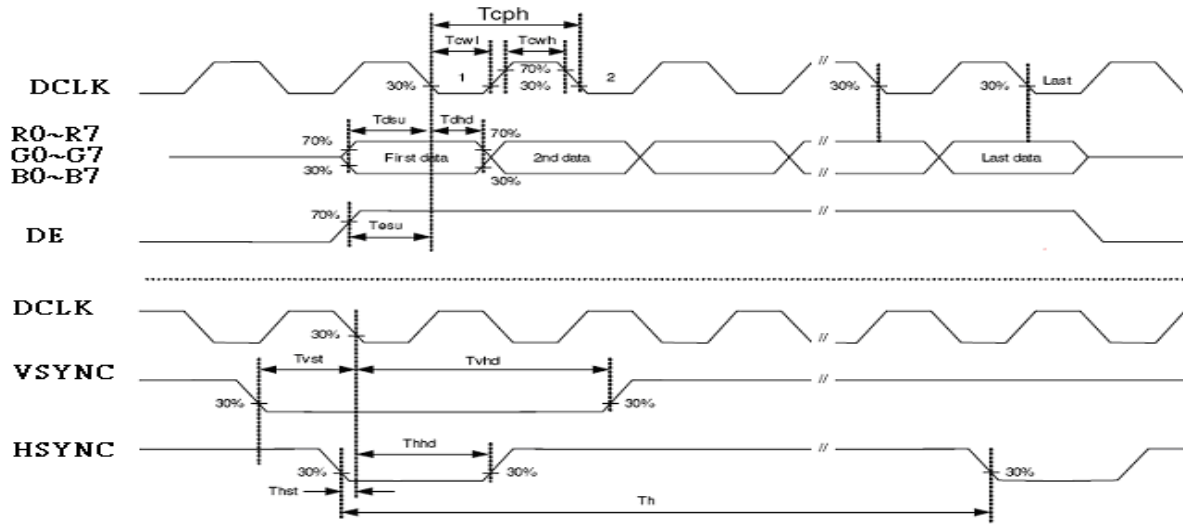 Tcph
Tcwl Tcwh
DCLK 30% 1 70% 30% 2 // 30% 30% Last
Tdsu Tdhd
R0~R7 70% 70%
G0~G7 First data 2nd data // Last data
B0~B7 30% 30%
70% //
DE Tesu
DCLK 30% //
Tvst Tvhd
VSYNC //
30% 30%
HSYNC Thhd //
30% 30% 30%
Thst Th